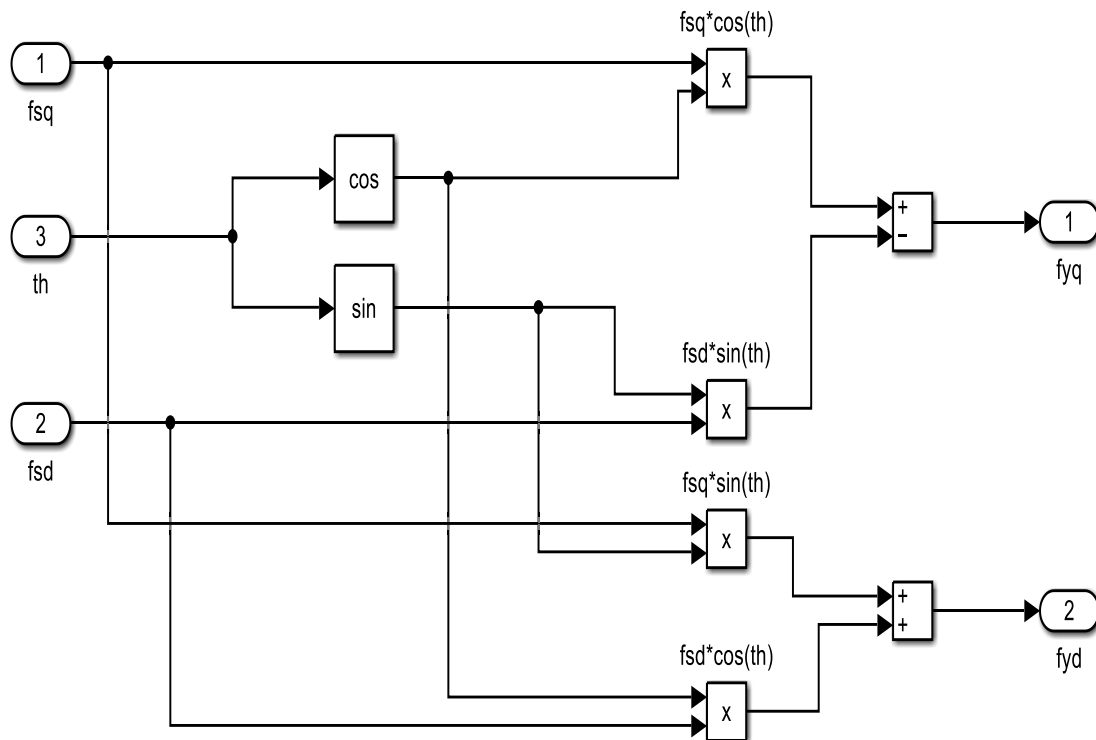 fsq*cos(th)
1
x
fsq
cos
+
−
3
1
th
fyq
sin
fsd*sin(th)
x
2
fsd
fsq*sin(th)
x
+
+
2
fsd*cos(th)
fyd
x